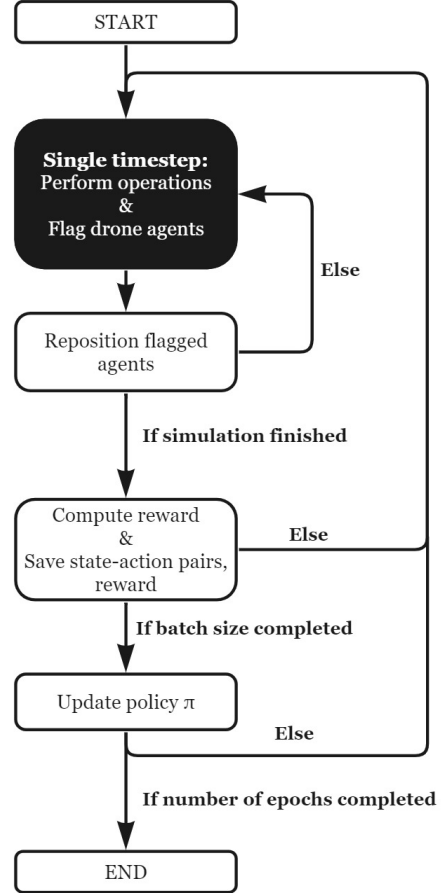 START
Single timestep:
Perform operations
&
Flag drone agents
Else
Reposition flagged
agents
If simulation finished
Compute reward
&
Save state-action pairs,
reward
Else
If batch size completed
Update policy π
Else
If number of epochs completed
END